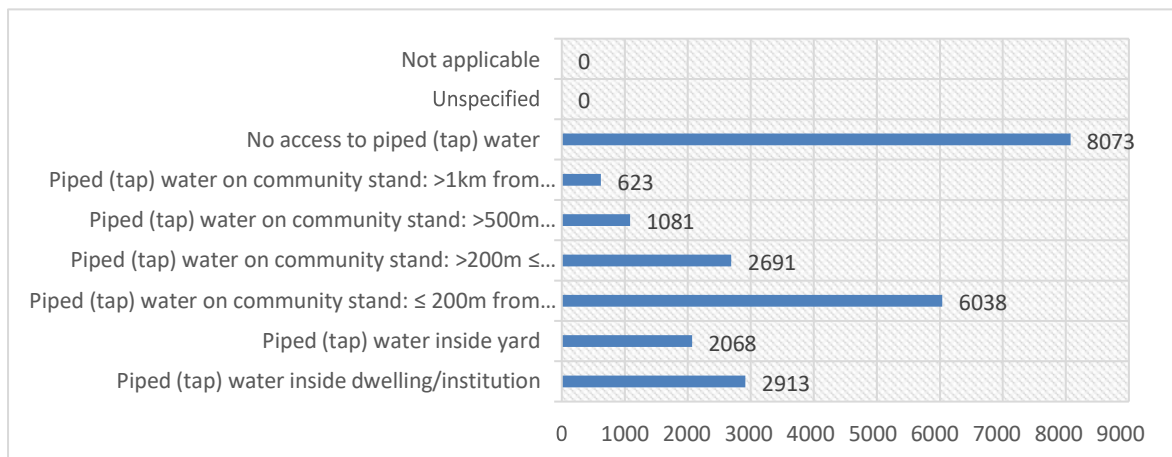 Not applicable 0
Unspecified 0
No access to piped (tap) water 8073
Piped (tap) water on community stand: >1km from… 623
Piped (tap) water on community stand: >500m… 1081
Piped (tap) water on community stand: >200m ≤… 2691
Piped (tap) water on community stand: ≤ 200m from… 6038
Piped (tap) water inside yard 2068
Piped (tap) water inside dwelling/institution 2913
0 1000 2000 3000 4000 5000 6000 7000 8000 9000